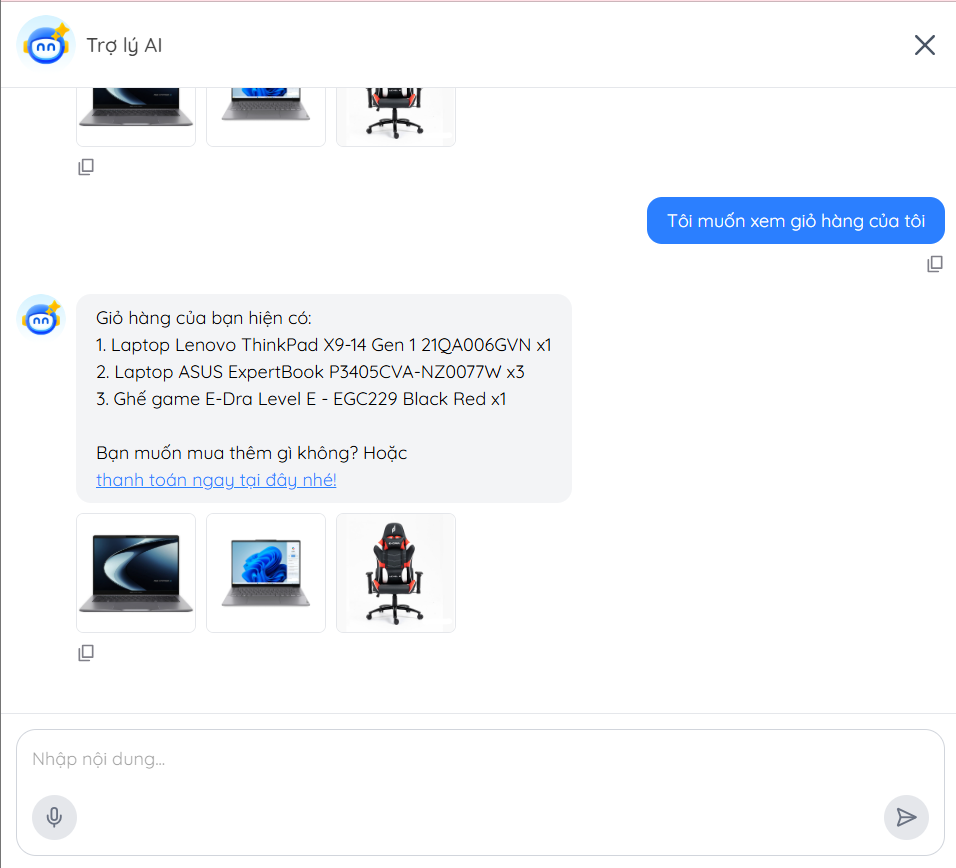 Trợ lý AI
Tôi muốn xem giỏ hàng của tôi
Giỏ hàng của bạn hiện có:
1. Laptop Lenovo ThinkPad X9-14 Gen 1 21QA006GVN x1
2. Laptop ASUS ExpertBook P3405CVA-NZ0077W x3
3. Ghế game E-Dra Level E - EGC229 Black Red x1
Bạn muốn mua thêm gì không? Hoặc
thanh toán ngay tại đây nhé!
Nhập nội dung...